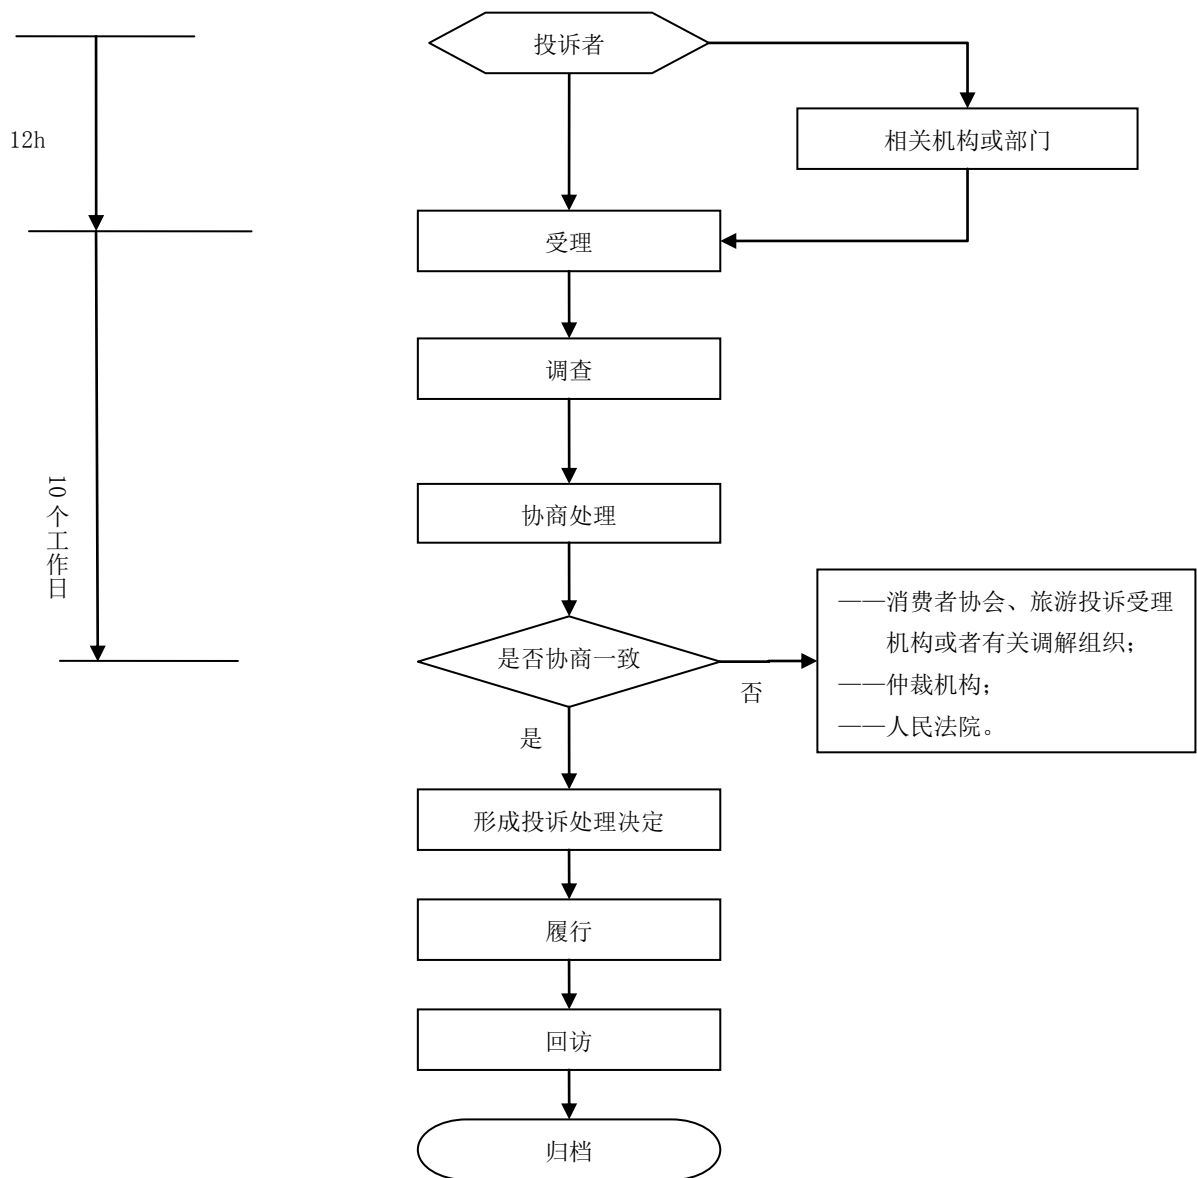 投诉者
12h
相关机构或部门
受理
调查
10个工作日
协商处理
——消费者协会、旅游投诉受理
机构或者有关调解组织;
——仲裁机构;
——人民法院。
是否协商一致
否
是
形成投诉处理决定
履行
回访
归档